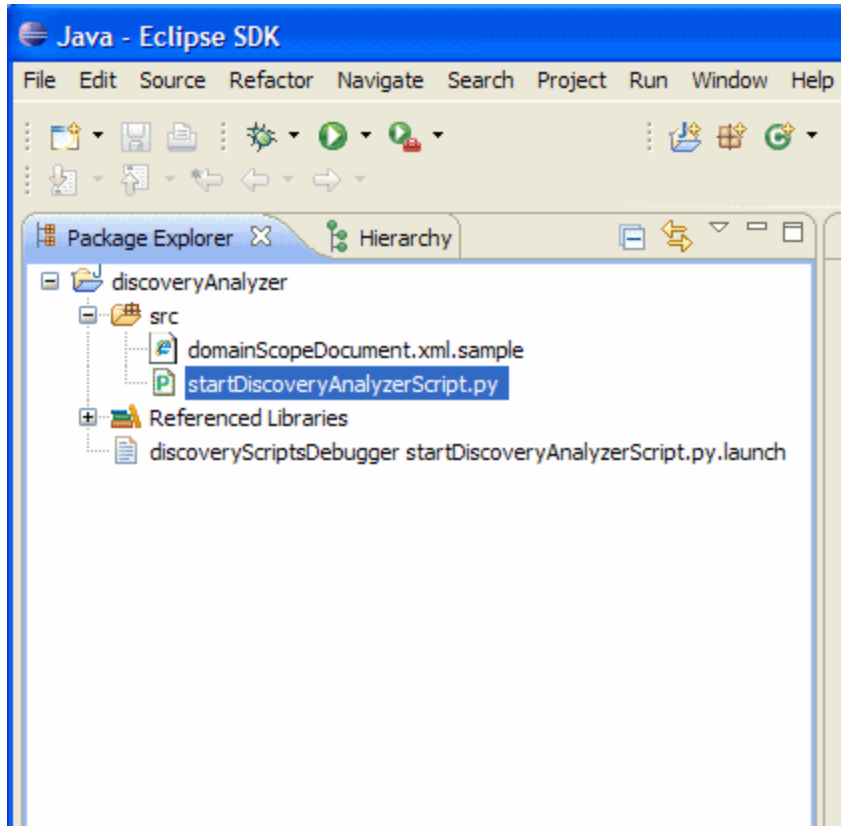 Java - Eclipse SDK
File Edit Source Refactor Navigate Search Project Run Window Help
Package Explorer Hierarchy
discoveryAnalyzer
src
domainScopeDocument.xml.sample
startDiscoveryAnalyzerScript.py
Referenced Libraries
discoveryScriptsDebugger startDiscoveryAnalyzerScript.py.launch